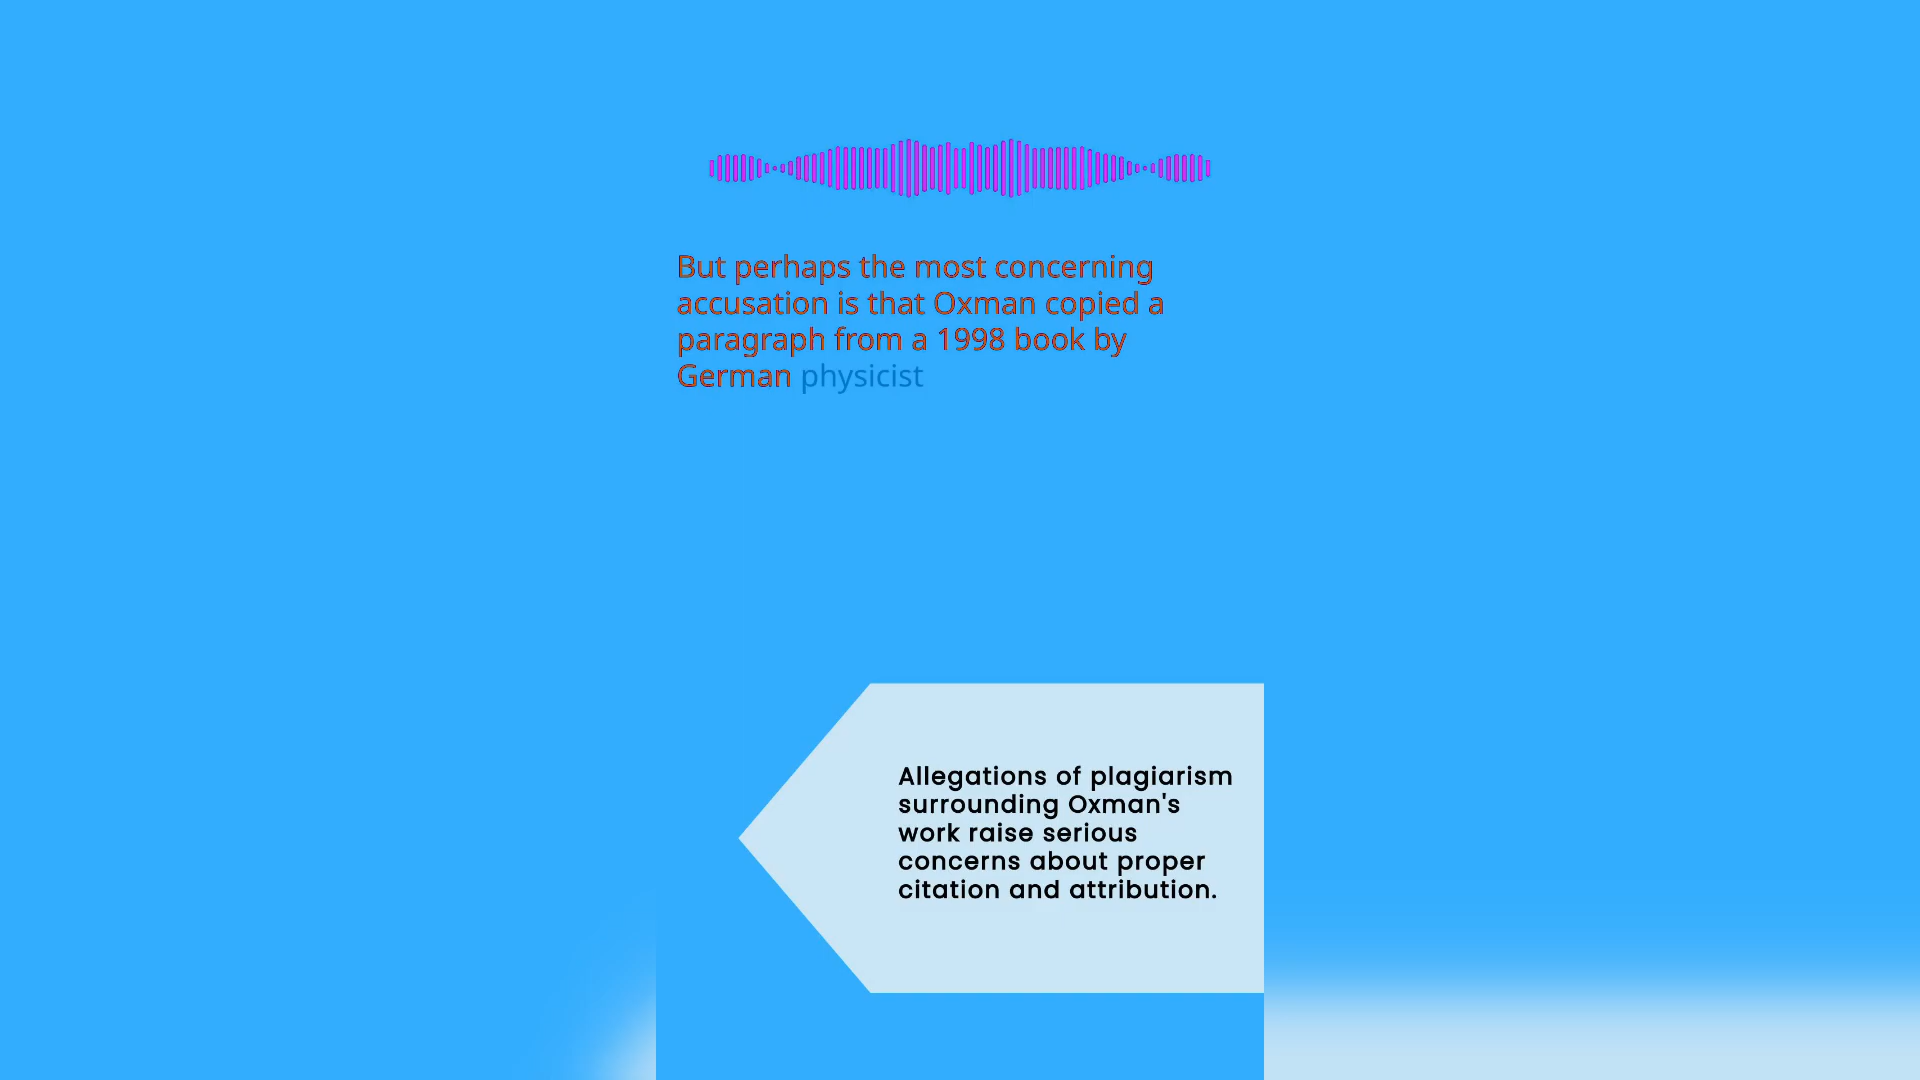 But perhaps the most concerning
accusation is that Oxman copied a
paragraph from a 1998 book by
German physicist
Allegations of plagiarism
surrounding Oxman's
work raise serious
concerns about proper
citation and attribution.